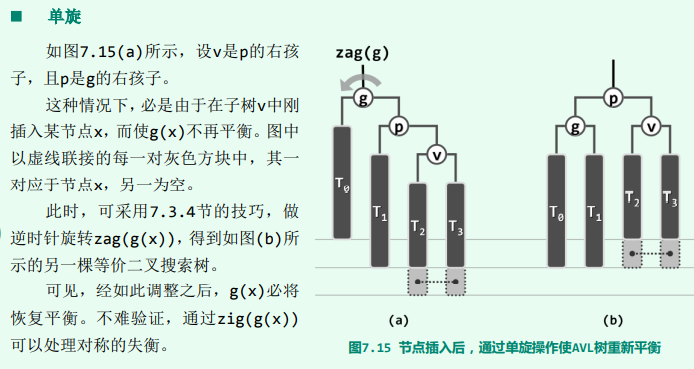 单旋
如图7.15(a)所示，设v是p的右孩
子，且p是g的右孩子。
这种情况下，必是由于在子树v中刚
插入某节点x，而使g(x)不再平衡。图中
以虚线联接的每一对灰色方块中，其一
对应于节点x，另一为空。
此时，可采用7.3.4节的技巧，做
逆时针旋转zag(g(x))，得到如图(b)所
示的另一棵等价二叉搜索树。
可见，经如此调整之后，g(x)必将
恢复平衡。不难验证，通过zig(g(x))
可以处理对称的失衡。
zag(g)
g
p
v
T0
T1
T2
T3
(a)
p
g
v
T0
T1
T2
T3
(b)
图7.15 节点插入后，通过单旋操作使AVL树重新平衡